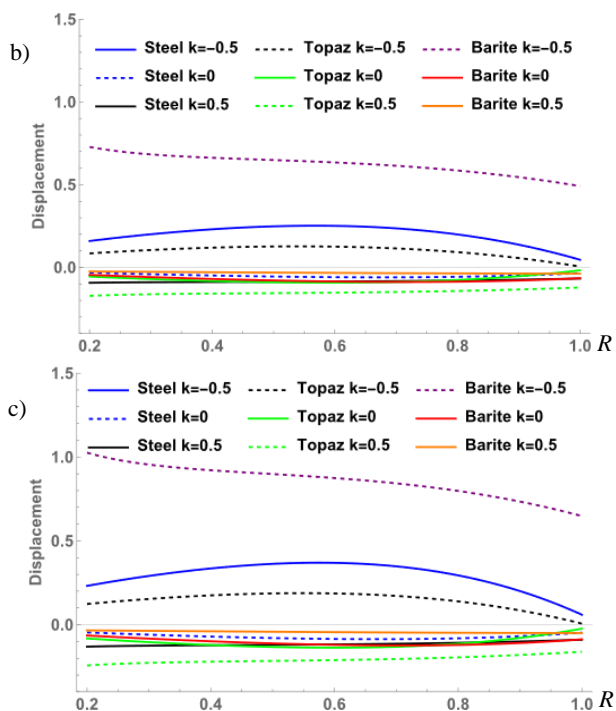 b)
1.5
Steel k=−0.5 Topaz k=−0.5 Barite k=−0.5
Steel k=0 Topaz k=0 Barite k=0
Steel k=0.5 Topaz k=0.5 Barite k=0.5
1.0
Displacement
0.5
0.0
0.2 0.4 0.6 0.8 1.0 R
c)
1.5
Steel k=−0.5 Topaz k=−0.5 Barite k=−0.5
Steel k=0 Topaz k=0 Barite k=0
Steel k=0.5 Topaz k=0.5 Barite k=0.5
1.0
Displacement
0.5
0.0
0.2 0.4 0.6 0.8 1.0 R